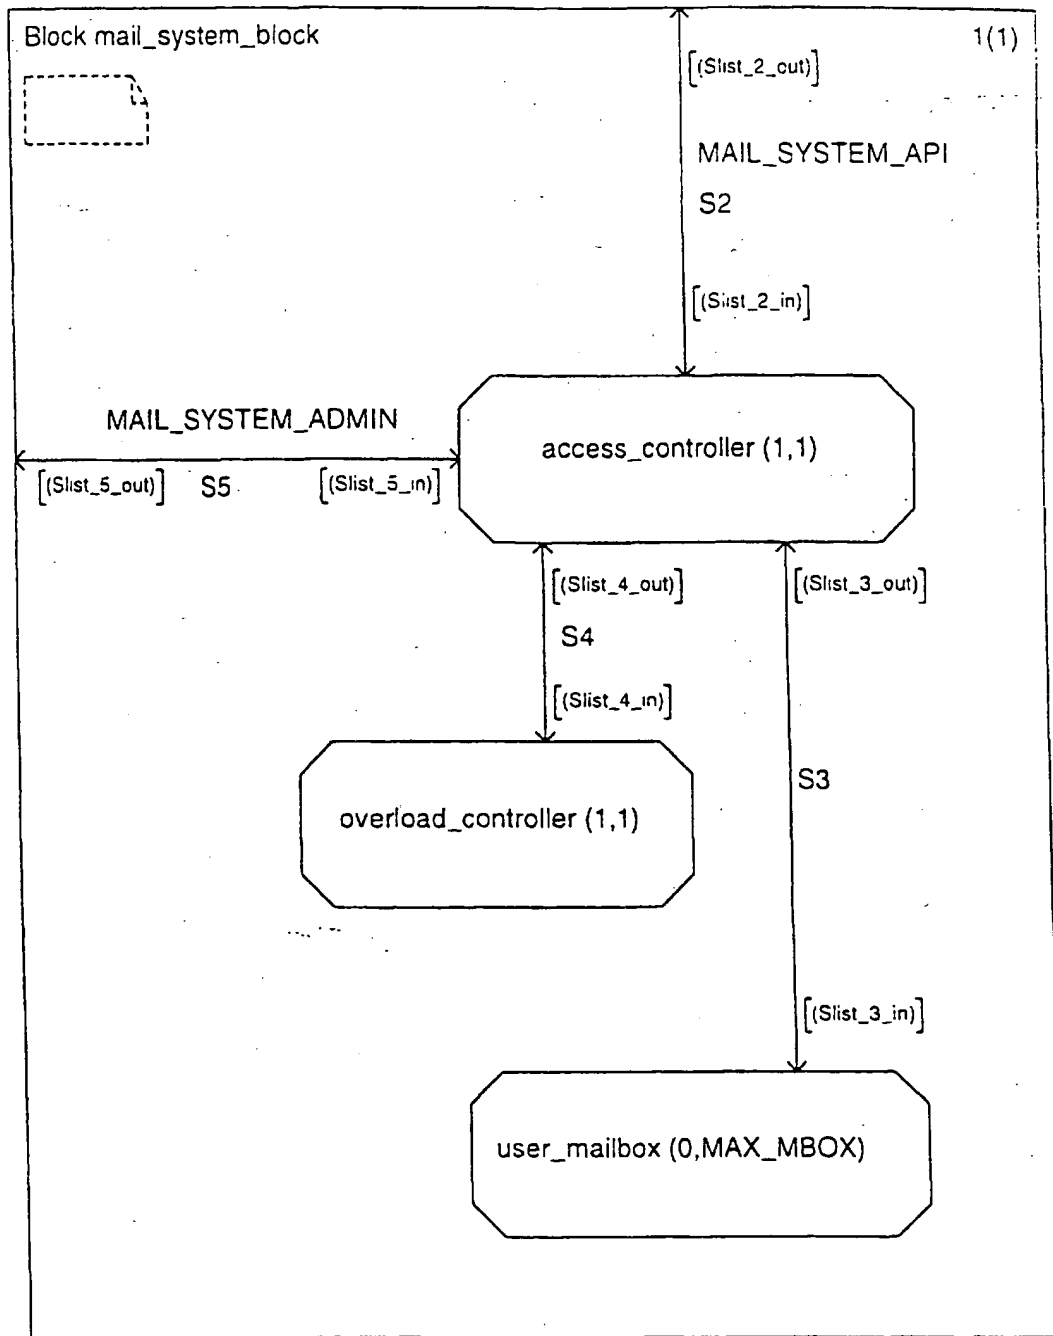 Block mail_system_block
1(1)
[(Slist_2_out)]
MAIL_SYSTEM_API
S2
[(Slist_2_in)]
MAIL_SYSTEM_ADMIN
access_controller (1,1)
[(Slist_5_out)] S5 [(Slist_5_in)]
[(Slist_4_out)] [(Slist_3_out)]
S4
[(Slist_4_in)]
S3
overload_controller (1,1)
[(Slist_3_in)]
user_mailbox (0,MAX_MBOX)